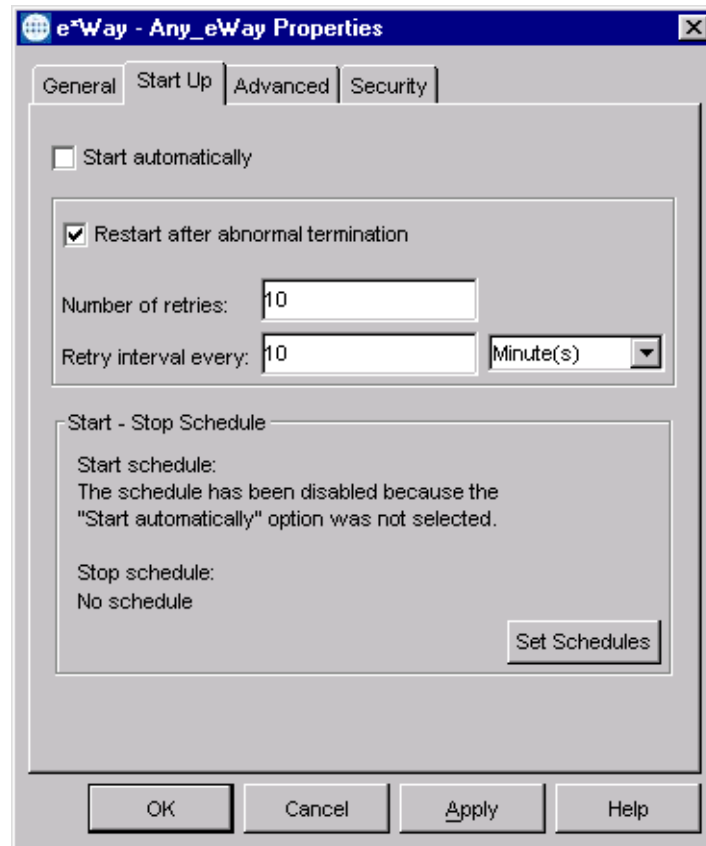 e*Way - Any_eWay Properties
General Start Up Advanced Security
Start automatically
Restart after abnormal termination
Number of retries: 10
Retry interval every: 10 Minute(s)
Start - Stop Schedule
Start schedule:
The schedule has been disabled because the
"Start automatically" option was not selected.
Stop schedule:
No schedule
Set Schedules
OK Cancel Apply Help